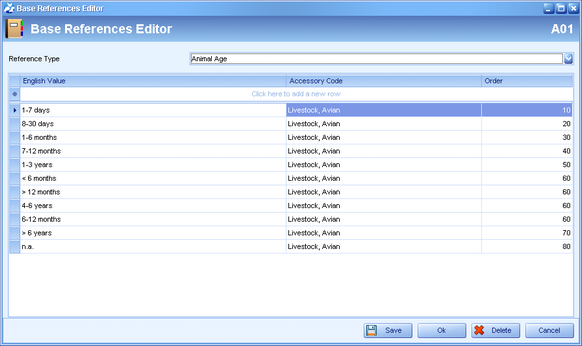 Base References Editor
Base References Editor A01
Reference Type Animal Age
English Value Accessory Code Order
Click here to add a new row
1-7 days Livestock, Avian 10
8-30 days Livestock, Avian 20
1-6 months Livestock, Avian 30
7-12 months Livestock, Avian 40
1-3 years Livestock, Avian 50
< 6 months Livestock, Avian 60
> 12 months Livestock, Avian 60
4-6 years Livestock, Avian 60
6-12 months Livestock, Avian 60
> 6 years Livestock, Avian 70
n.a. Livestock, Avian 80
Save Ok Delete Cancel